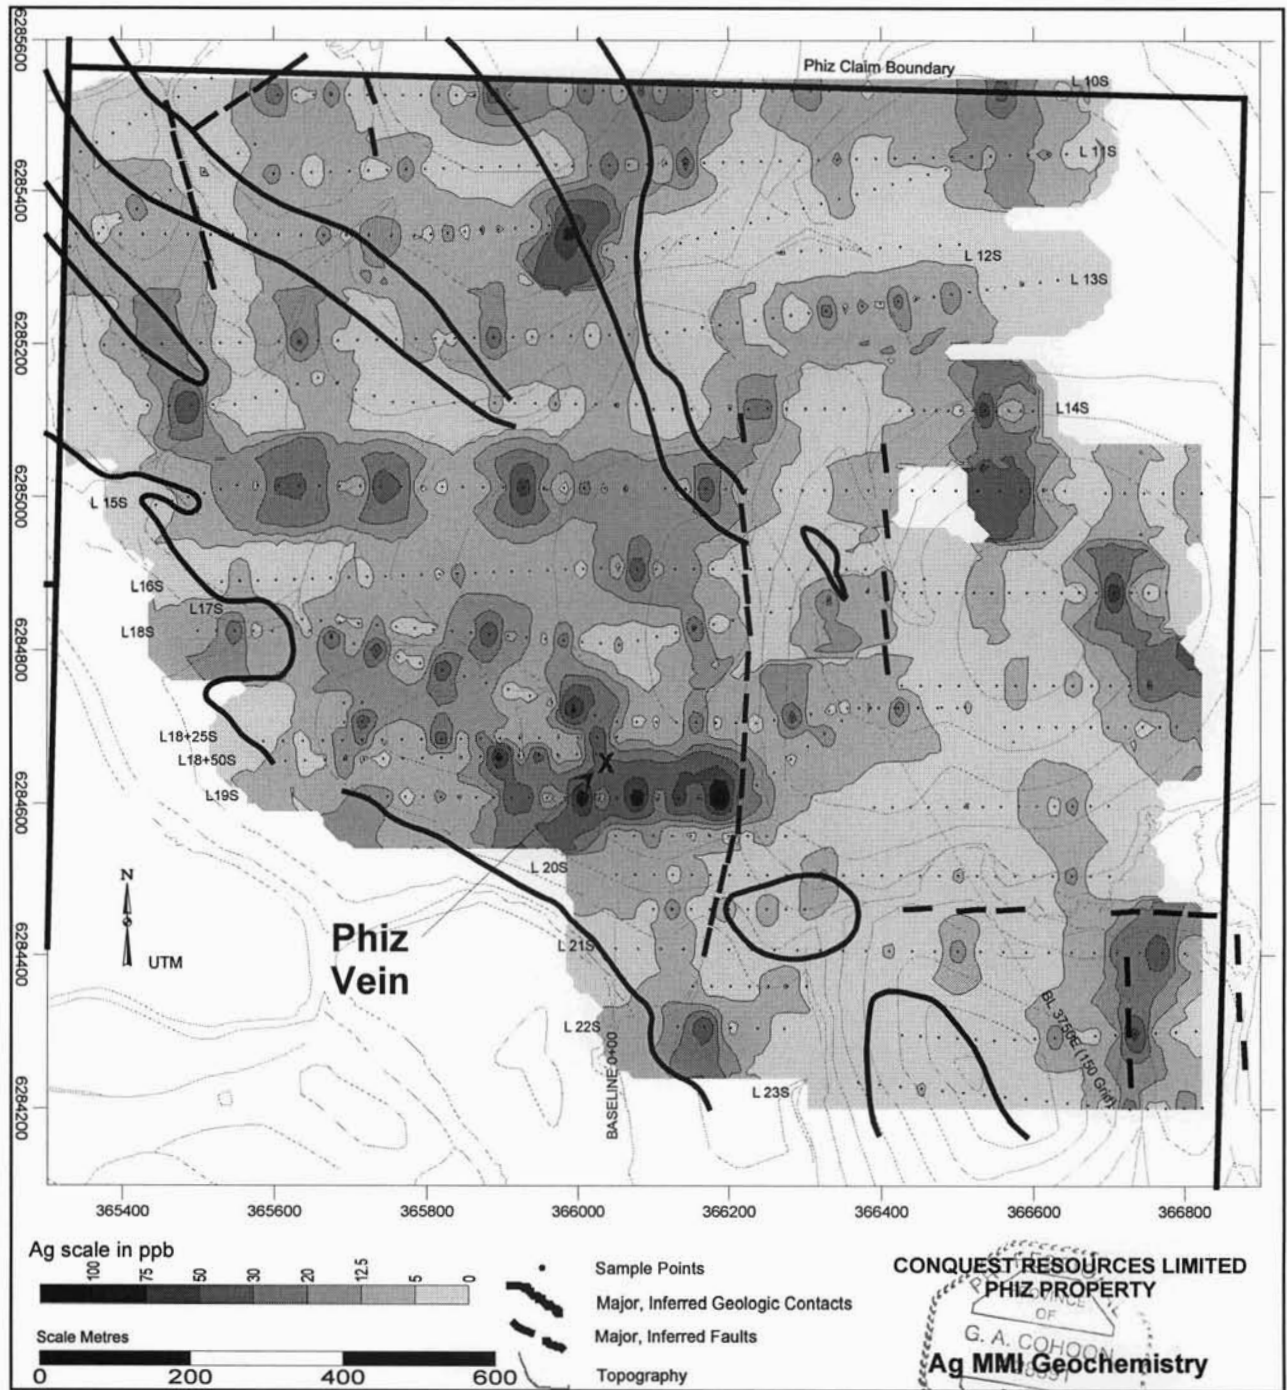 6285600
Phiz Claim Boundary
L 10S
L 11S
6285400
L 12S
L 13S
6285200
L14S
6285000
L 15S
L16S
L17S
L18S
6284800
L18+25S
L18+50S
L19S
6284600
L 20S
N
UTM
Phiz
Vein
X
L 21S
6284400
L 22S
BASELINE 0+00
BL 3750E (150 Grid)
L 23S
6284200
365400 365600 365800 366000 366200 366400 366600 366800
Ag scale in ppb
100 75 50 30 20 12.5 5 0
Scale Metres
0 200 400 600
Sample Points
Major, Inferred Geologic Contacts
Major, Inferred Faults
Topography
CONQUEST RESOURCES LIMITED
PHIZ PROPERTY
OF
G. A. COHOON
Ag MMI Geochemistry